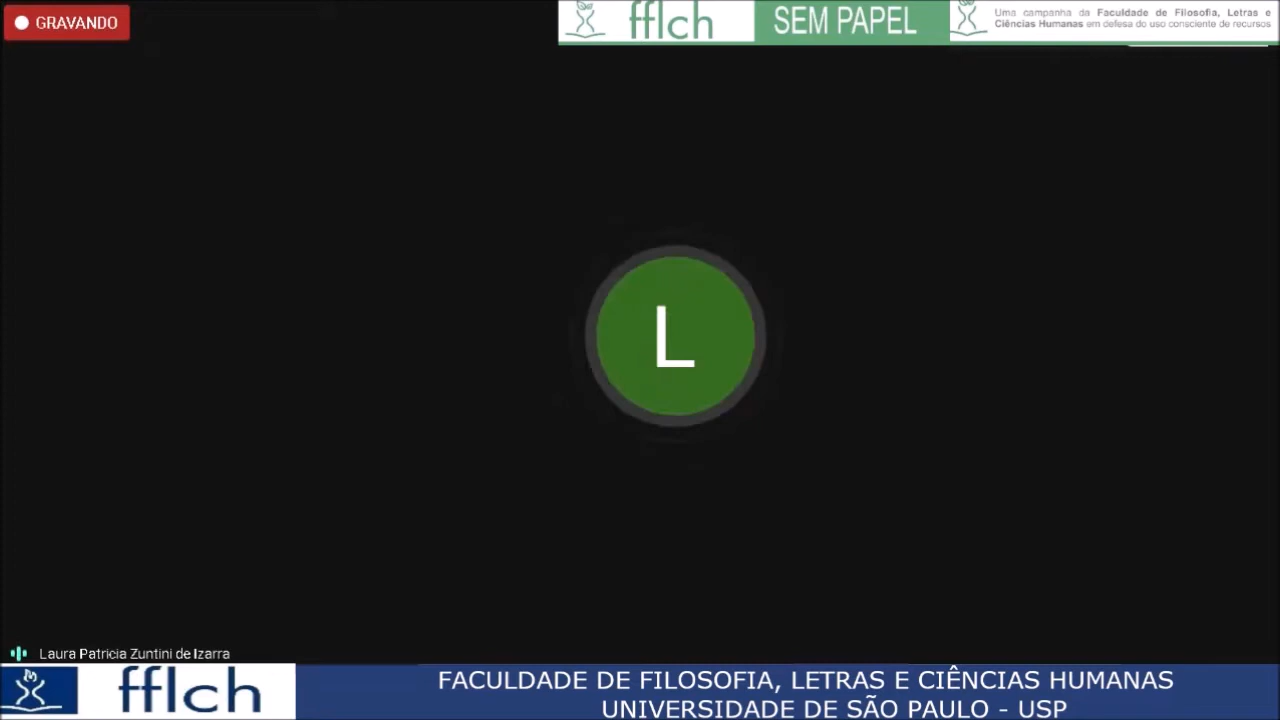 GRAVANDO
fflch
SEM PAPEL
Uma campanha da Faculdade de Filosofia, Letras e
Ciências Humanas em defesa do uso consciente de recursos
L
Laura Patricia Zuntini de Izarra
fflch
FACULDADE DE FILOSOFIA, LETRAS E CIÊNCIAS HUMANAS
UNIVERSIDADE DE SÃO PAULO - USP